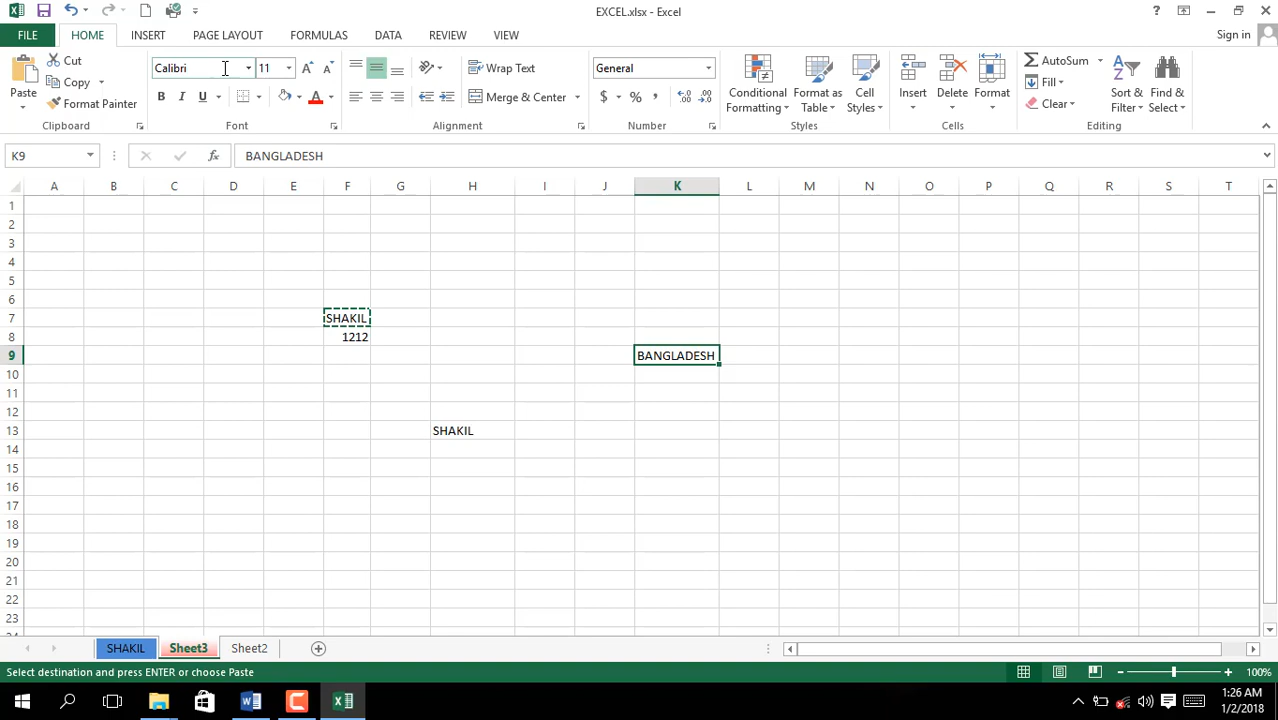 EXCEL.xlsx - Excel
?
FILE HOME INSERT PAGE LAYOUT FORMULAS DATA REVIEW VIEW Sign in
Paste Cut
Copy
Format Painter
Clipboard
Calibri 11
B I U A
Font
Wrap Text
Merge & Center
Alignment
General
$ % ,
Number
Conditional Formatting
Format as Table
Cell Styles
Styles
Insert Delete Format
Cells
AutoSum
Fill
Clear
Sort & Filter
Find & Select
Editing
K9 fx BANGLADESH
A B C D E F G H I J K L M N O P Q R S T
1
2
3
4
5
6
7 SHAKIL
8 1212
9 BANGLADESH
10
11
12
13 SHAKIL
14
15
16
17
18
19
20
21
22
23
SHAKIL Sheet3 Sheet2
Select destination and press ENTER or choose Paste 100%
1:26 AM
1/2/2018